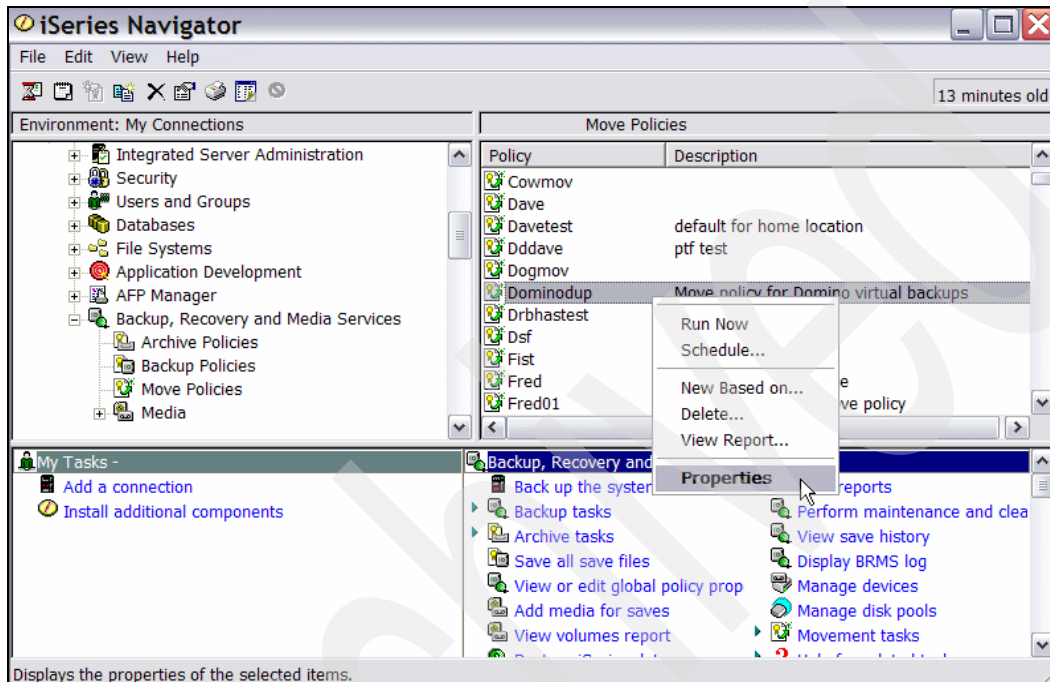 iSeries Navigator
File Edit View Help
13 minutes old
Environment: My Connections
Move Policies
Integrated Server Administration
Security
Users and Groups
Databases
File Systems
Application Development
AFP Manager
Backup, Recovery and Media Services
Archive Policies
Backup Policies
Move Policies
Media
Policy Description
Cowmov
Dave
Davetest default for home location
Dddave ptf test
Dogmov
Dominodup Move policy for Domino virtual backups
Drbhastest
Dsf
Fist
Fred e
Fred01 ve policy
Run Now
Schedule...
New Based on...
Delete...
View Report...
Properties
My Tasks -
Add a connection
Install additional components
Backup, Recovery and
Back up the system
Backup tasks
Archive tasks
Save all save files
View or edit global policy prop
Add media for saves
View volumes report
reports
Perform maintenance and clea
View save history
Display BRMS log
Manage devices
Manage disk pools
Movement tasks
Displays the properties of the selected items.